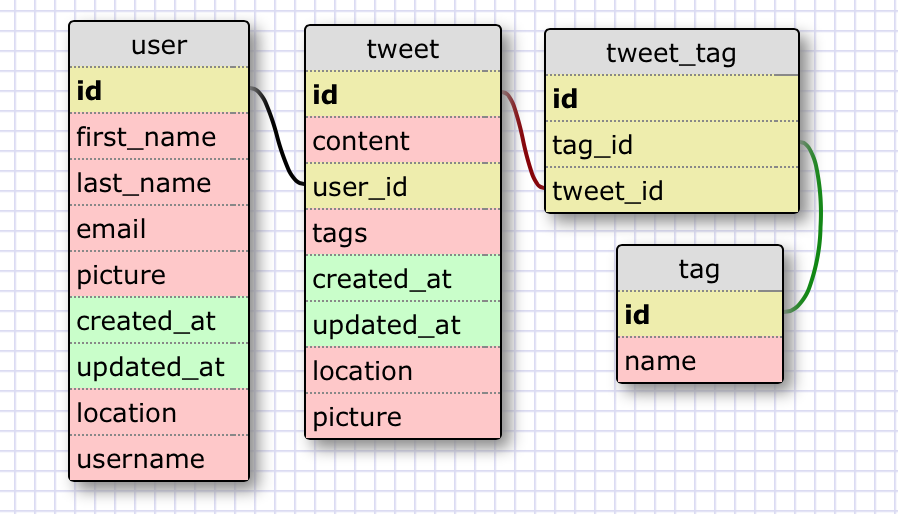 user
id
first_name
last_name
email
picture
created_at
updated_at
location
username
tweet
id
content
user_id
tags
created_at
updated_at
location
picture
tweet_tag
id
tag_id
tweet_id
tag
id
name